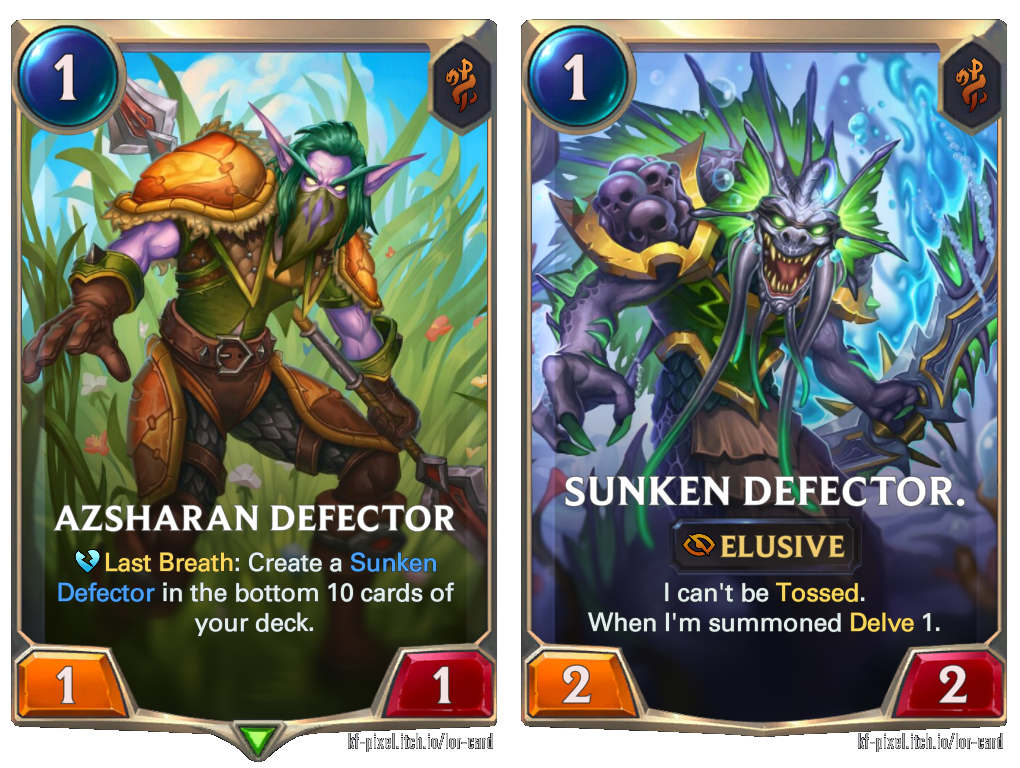 1
AZSHARAN DEFECTOR
Last Breath: Create a Sunken
Defector in the bottom 10 cards of
your deck.
1
1
kf-pixel.itch.io/lor-card
1
SUNKEN DEFECTOR.
ELUSIVE
I can't be Tossed.
When I'm summoned Delve 1.
2
2
kf-pixel.itch.io/lor-card